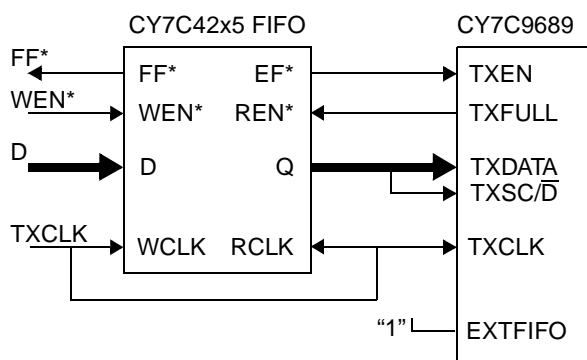 CY7C42x5 FIFO CY7C9689
FF* FF* EF* TXEN
WEN* WEN* REN* TXFULL
D D Q TXDATA
TXSC/D̅
TXCLK WCLK RCLK TXCLK
“1” EXTFIFO